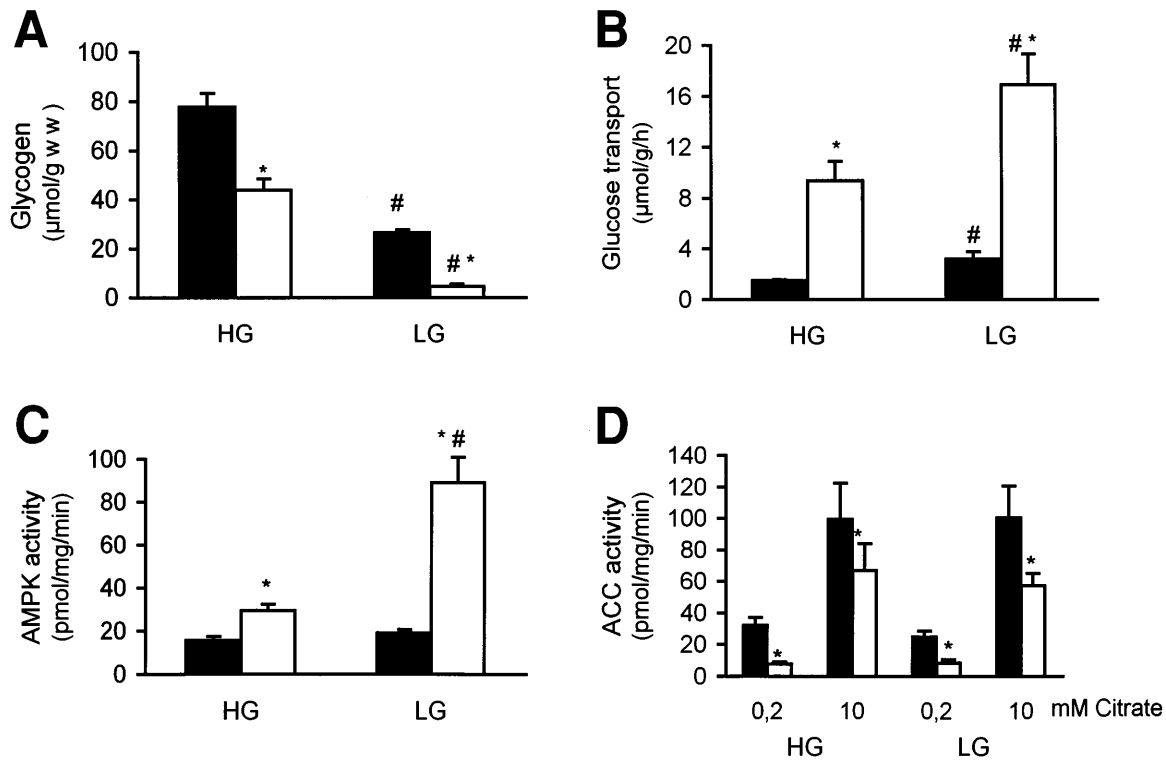 A
Glycogen
(µmol/g w w )
100
80
60
40
20
0
*
#
# *
HG LG
B
Glucose transport
(µmol/g/h)
20
16
12
8
4
0
*
#
# *
HG LG
C
AMPK activity
(pmol/mg/min)
100
80
60
40
20
0
*
* #
HG LG
D
ACC activity
(pmol/mg/min)
140
120
100
80
60
40
20
0
*
*
*
*
0,2 10 0,2 10 mM Citrate
HG LG